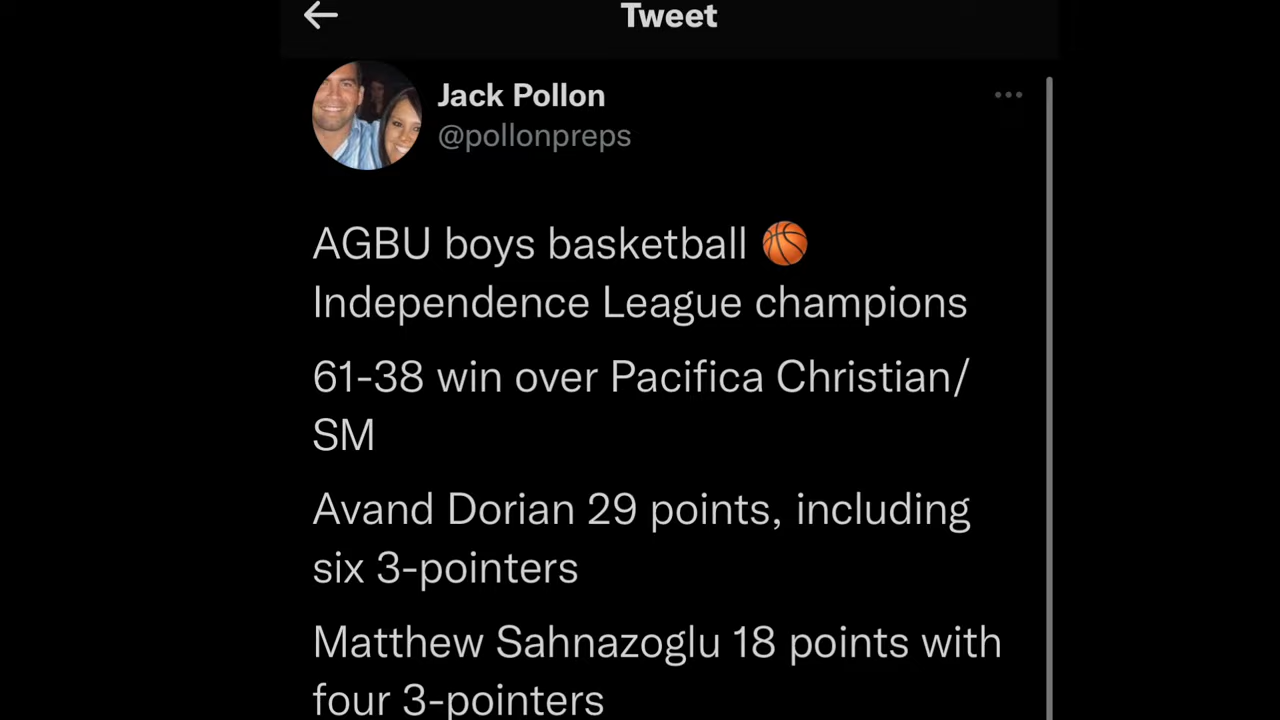 Tweet
Jack Pollon
@pollonpreps
AGBU boys basketball 🏀
Independence League champions
61-38 win over Pacifica Christian/
SM
Avand Dorian 29 points, including
six 3-pointers
Matthew Sahnazoglu 18 points with
four 3-pointers